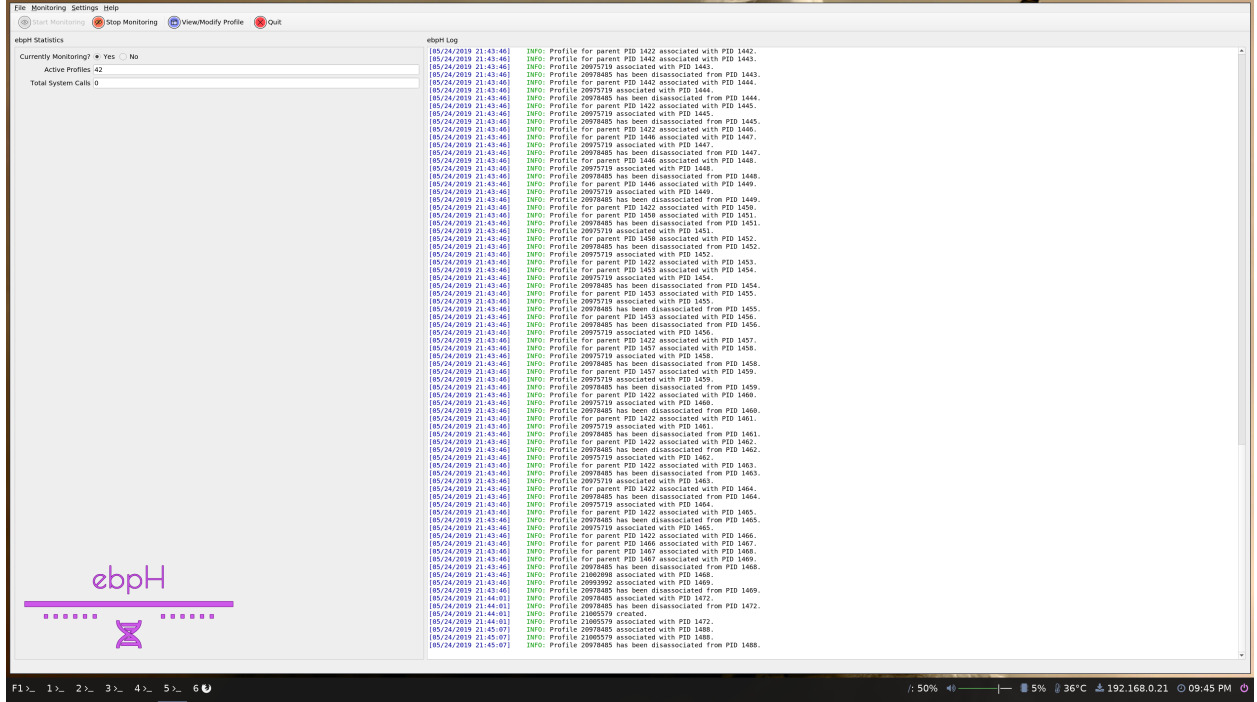 File Monitoring Settings Help
Start Monitoring Stop Monitoring View/Modify Profile Quit
ebpH Statistics
Currently Monitoring? Yes No
Active Profiles 42
Total System Calls 0
ebpH
ebpH Log
[05/24/2019 21:43:46] INFO: Profile for parent PID 1422 associated with PID 1442.
[05/24/2019 21:43:46] INFO: Profile for parent PID 1442 associated with PID 1443.
[05/24/2019 21:43:46] INFO: Profile 20975719 associated with PID 1443.
[05/24/2019 21:43:46] INFO: Profile 20978485 has been disassociated from PID 1443.
[05/24/2019 21:43:46] INFO: Profile for parent PID 1442 associated with PID 1444.
[05/24/2019 21:43:46] INFO: Profile 20975719 associated with PID 1444.
[05/24/2019 21:43:46] INFO: Profile 20978485 has been disassociated from PID 1444.
[05/24/2019 21:43:46] INFO: Profile for parent PID 1422 associated with PID 1445.
[05/24/2019 21:43:46] INFO: Profile 20975719 associated with PID 1445.
[05/24/2019 21:43:46] INFO: Profile 20978485 has been disassociated from PID 1445.
[05/24/2019 21:43:46] INFO: Profile for parent PID 1422 associated with PID 1446.
[05/24/2019 21:43:46] INFO: Profile for parent PID 1446 associated with PID 1447.
[05/24/2019 21:43:46] INFO: Profile 20975719 associated with PID 1447.
[05/24/2019 21:43:46] INFO: Profile 20978485 has been disassociated from PID 1447.
[05/24/2019 21:43:46] INFO: Profile for parent PID 1446 associated with PID 1448.
[05/24/2019 21:43:46] INFO: Profile 20975719 associated with PID 1448.
[05/24/2019 21:43:46] INFO: Profile 20978485 has been disassociated from PID 1448.
[05/24/2019 21:43:46] INFO: Profile for parent PID 1446 associated with PID 1449.
[05/24/2019 21:43:46] INFO: Profile 20975719 associated with PID 1449.
[05/24/2019 21:43:46] INFO: Profile 20978485 has been disassociated from PID 1449.
[05/24/2019 21:43:46] INFO: Profile for parent PID 1422 associated with PID 1450.
[05/24/2019 21:43:46] INFO: Profile for parent PID 1450 associated with PID 1451.
[05/24/2019 21:43:46] INFO: Profile 20978485 has been disassociated from PID 1451.
[05/24/2019 21:43:46] INFO: Profile 20975719 associated with PID 1451.
[05/24/2019 21:43:46] INFO: Profile for parent PID 1450 associated with PID 1452.
[05/24/2019 21:43:46] INFO: Profile 20978485 has been disassociated from PID 1452.
[05/24/2019 21:43:46] INFO: Profile 20975719 associated with PID 1452.
[05/24/2019 21:43:46] INFO: Profile for parent PID 1422 associated with PID 1453.
[05/24/2019 21:43:46] INFO: Profile for parent PID 1453 associated with PID 1454.
[05/24/2019 21:43:46] INFO: Profile 20975719 associated with PID 1454.
[05/24/2019 21:43:46] INFO: Profile 20978485 has been disassociated from PID 1454.
[05/24/2019 21:43:46] INFO: Profile for parent PID 1453 associated with PID 1455.
[05/24/2019 21:43:46] INFO: Profile 20975719 associated with PID 1455.
[05/24/2019 21:43:46] INFO: Profile 20978485 has been disassociated from PID 1455.
[05/24/2019 21:43:46] INFO: Profile for parent PID 1453 associated with PID 1456.
[05/24/2019 21:43:46] INFO: Profile 20978485 has been disassociated from PID 1456.
[05/24/2019 21:43:46] INFO: Profile 20975719 associated with PID 1456.
[05/24/2019 21:43:46] INFO: Profile for parent PID 1422 associated with PID 1457.
[05/24/2019 21:43:46] INFO: Profile for parent PID 1457 associated with PID 1458.
[05/24/2019 21:43:46] INFO: Profile 20975719 associated with PID 1458.
[05/24/2019 21:43:46] INFO: Profile 20978485 has been disassociated from PID 1458.
[05/24/2019 21:43:46] INFO: Profile for parent PID 1457 associated with PID 1459.
[05/24/2019 21:43:46] INFO: Profile 20975719 associated with PID 1459.
[05/24/2019 21:43:46] INFO: Profile 20978485 has been disassociated from PID 1459.
[05/24/2019 21:43:46] INFO: Profile for parent PID 1422 associated with PID 1460.
[05/24/2019 21:43:46] INFO: Profile 20975719 associated with PID 1460.
[05/24/2019 21:43:46] INFO: Profile 20978485 has been disassociated from PID 1460.
[05/24/2019 21:43:46] INFO: Profile for parent PID 1422 associated with PID 1461.
[05/24/2019 21:43:46] INFO: Profile 20975719 associated with PID 1461.
[05/24/2019 21:43:46] INFO: Profile 20978485 has been disassociated from PID 1461.
[05/24/2019 21:43:46] INFO: Profile for parent PID 1422 associated with PID 1462.
[05/24/2019 21:43:46] INFO: Profile 20978485 has been disassociated from PID 1462.
[05/24/2019 21:43:46] INFO: Profile 20975719 associated with PID 1462.
[05/24/2019 21:43:46] INFO: Profile for parent PID 1422 associated with PID 1463.
[05/24/2019 21:43:46] INFO: Profile 20978485 has been disassociated from PID 1463.
[05/24/2019 21:43:46] INFO: Profile 20975719 associated with PID 1463.
[05/24/2019 21:43:46] INFO: Profile for parent PID 1422 associated with PID 1464.
[05/24/2019 21:43:46] INFO: Profile 20978485 has been disassociated from PID 1464.
[05/24/2019 21:43:46] INFO: Profile 20975719 associated with PID 1464.
[05/24/2019 21:43:46] INFO: Profile for parent PID 1422 associated with PID 1465.
[05/24/2019 21:43:46] INFO: Profile 20978485 has been disassociated from PID 1465.
[05/24/2019 21:43:46] INFO: Profile 20975719 associated with PID 1465.
[05/24/2019 21:43:46] INFO: Profile for parent PID 1422 associated with PID 1466.
[05/24/2019 21:43:46] INFO: Profile for parent PID 1466 associated with PID 1467.
[05/24/2019 21:43:46] INFO: Profile for parent PID 1467 associated with PID 1468.
[05/24/2019 21:43:46] INFO: Profile for parent PID 1467 associated with PID 1469.
[05/24/2019 21:43:46] INFO: Profile 20978485 has been disassociated from PID 1468.
[05/24/2019 21:43:46] INFO: Profile 21002098 associated with PID 1468.
[05/24/2019 21:43:46] INFO: Profile 20993992 associated with PID 1469.
[05/24/2019 21:43:46] INFO: Profile 20978485 has been disassociated from PID 1469.
[05/24/2019 21:44:01] INFO: Profile 20978485 associated with PID 1472.
[05/24/2019 21:44:01] INFO: Profile 20978485 has been disassociated from PID 1472.
[05/24/2019 21:44:01] INFO: Profile 21005579 created.
[05/24/2019 21:44:01] INFO: Profile 21005579 associated with PID 1472.
[05/24/2019 21:45:07] INFO: Profile 20978485 associated with PID 1488.
[05/24/2019 21:45:07] INFO: Profile 21005579 associated with PID 1488.
[05/24/2019 21:45:07] INFO: Profile 20978485 has been disassociated from PID 1488.
F1 >_ 1 >_ 2 >_ 3 >_ 4 >_ 5 >_ 6
/: 50% 5% 36°C 192.168.0.21 09:45 PM